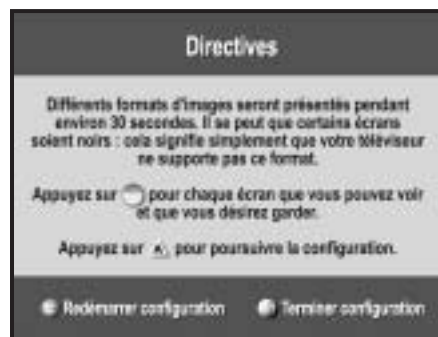 Directives
Différents formats d'images seront présentés pendant
environ 30 secondes. Il se peut que certains écrans
soient noirs : cela signifie simplement que votre téléviseur
ne supporte pas ce format.
Appuyez sur pour chaque écran que vous pouvez voir
et que vous désirez garder.
Appuyez sur pour poursuivre la configuration.
Redémarrer configuration
Terminer configuration